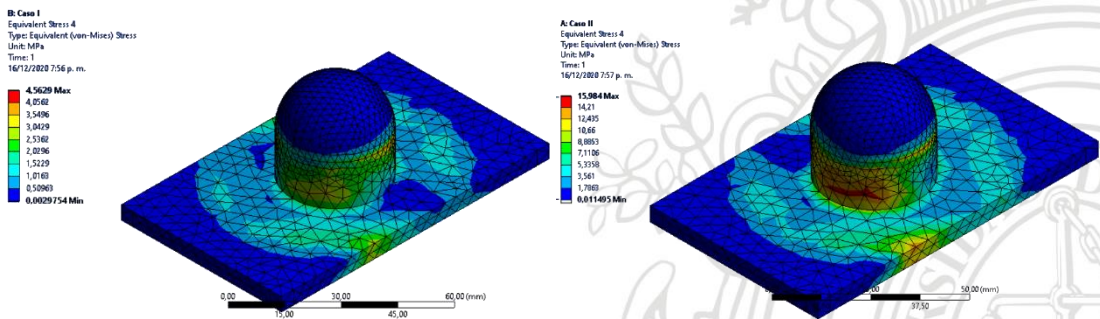 B: Caso I
Equivalent Stress 4
Type: Equivalent (von-Mises) Stress
Unit: MPa
Time: 1
16/12/2020 7:56 p. m.
4.5629 Max
4,0562
3,5496
3,0429
2,5362
2,0296
1,5229
1,0163
0,50963
0.0029754 Min
0,00
15,00
30,00
45,00
60,00 (mm)
A: Caso II
Equivalent Stress 4
Type: Equivalent (von-Mises) Stress
Unit: MPa
Time: 1
16/12/2020 7:57 p. m.
15,984 Max
14,21
12,435
10,66
8,8853
7,1106
5,3358
3,561
1,7863
0,011495 Min
37,50
50,00 (mm)